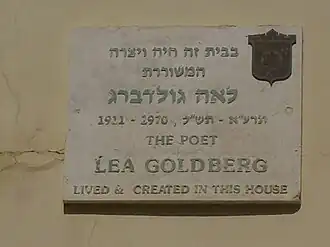 בבית זה חיה ויצרה
המשוררת
לאה גולדברג
1911 - 1970 , תרע"א - תש"ל
THE POET
LEA GOLDBERG
LIVED & CREATED IN THIS HOUSE